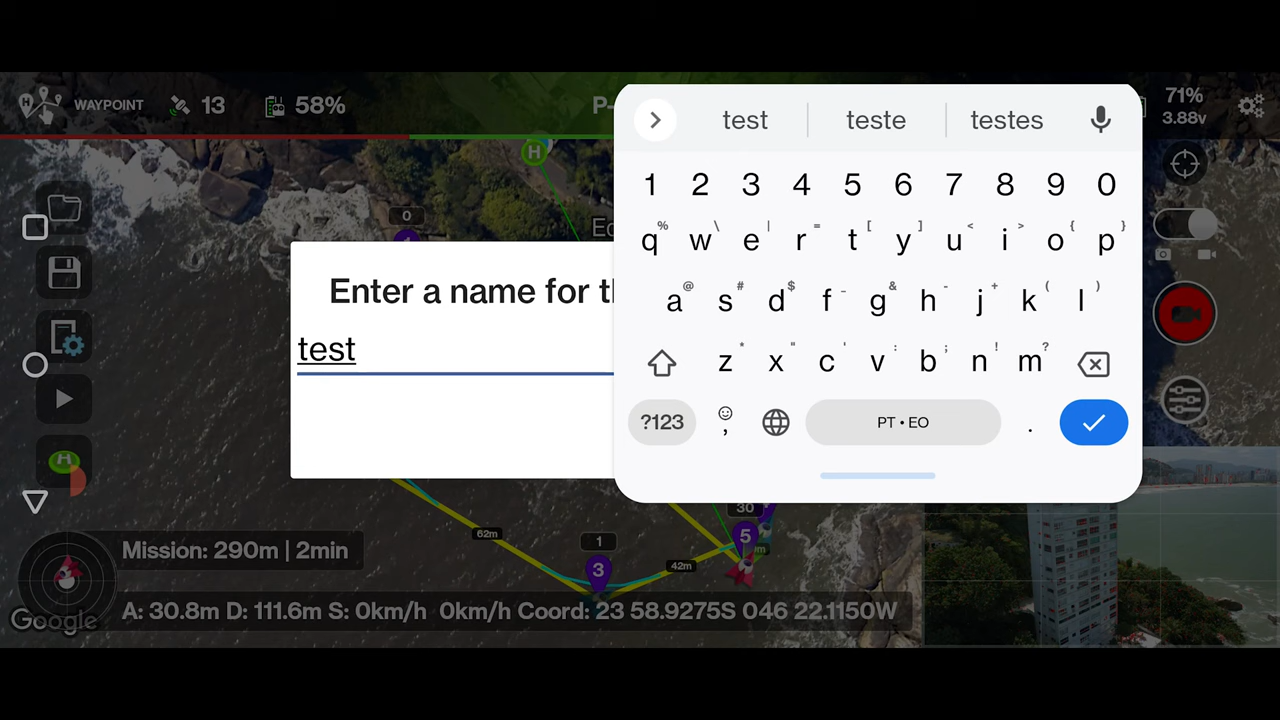 WAYPOINT 13 58% P- 71%
3.88v
test teste testes
1 2 3 4 5 6 7 8 9 0
% \ | = [ ] < > { }
q w e r t y u i o p
@ # $ - & - + ( )
a s d f g h j k l
* " ' : ; ! ?
z x c v b n m
?123 , PT • EO .
H
0
Enter a name for t
test
H
62m
1
3
42m
30
5
Mission: 290m | 2min
A: 30.8m D: 111.6m S: 0km/h 0km/h Coord: 23 58.9275S 046 22.1150W
Google